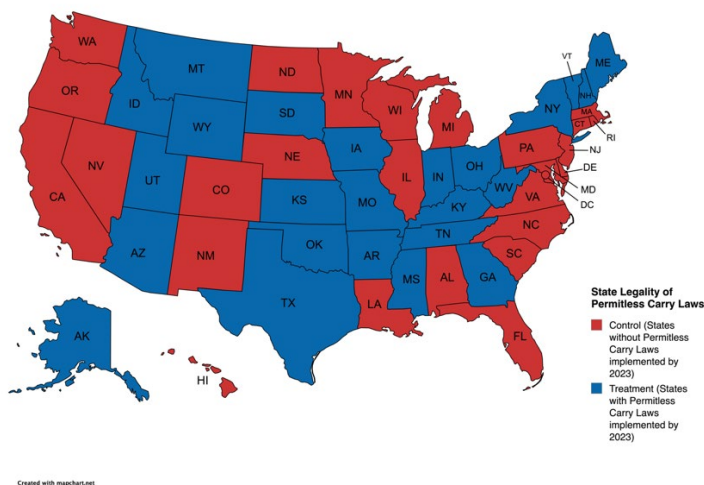 WA
MT
ND
MN
VT
ME
OR
ID
SD
WI
NY
NH
MA
WY
MI
CT
RI
IA
PA
NJ
NE
NV
OH
IN
DE
IL
UT
CO
WV
MD
CA
KS
MO
VA
KY
DC
NC
TN
OK
AZ
NM
AR
SC
MS
AL
GA
TX
LA
AK
FL
HI
State Legality of
Permitless Carry Laws
Control (States
without Permitless
Carry Laws
implemented by
2023)
Treatment (States
with Permitless
Carry Laws
implemented by
2023)
Created with mapchart.net